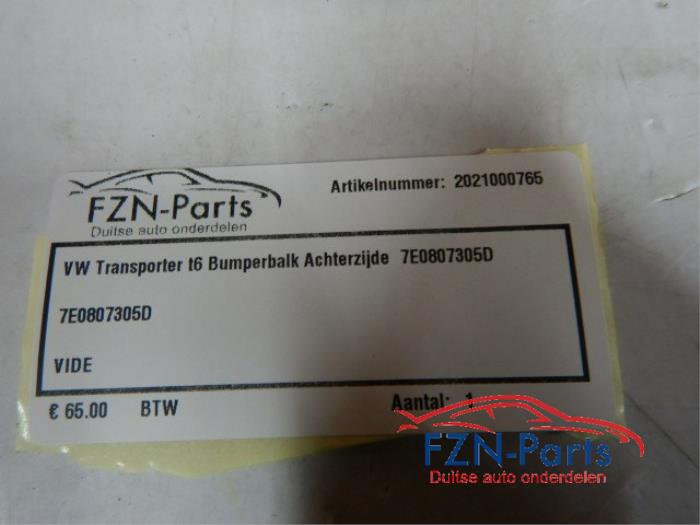 FZN-Parts
Duitse auto onderdelen
Artikelnummer: 2021000765
VW Transporter t6 Bumperbalk Achterzijde 7E0807305D
7E0807305D
VIDE
€ 65.00 BTW
Aantal: 1
FZN-Parts
Duitse auto onderdelen